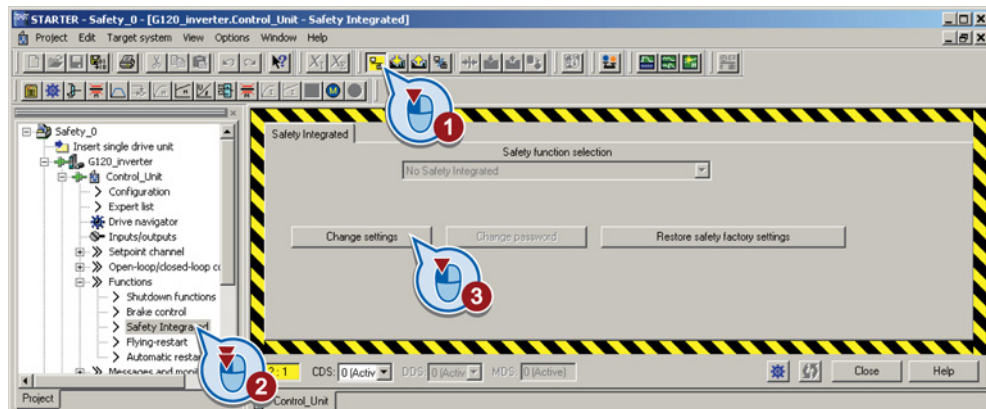 STARTER - Safety_0 - [G120_inverter.Control_Unit - Safety Integrated]
Project Edit Target system View Options Window Help
1
Safety_0
Insert single drive unit
G120_inverter
Control_Unit
Configuration
Expert list
Drive navigator
Inputs/outputs
Setpoint channel
Open-loop/closed-loop co
Functions
Shutdown functions
Brake control
Safety Integrated
Flying-restart
Automatic restar
Messages and moni
2
Project
Safety Integrated
Safety function selection
No Safety Integrated
Change settings
Change password
Restore safety factory settings
3
CDS: 0 (Activ DDS: 0 (Activ MDS: 0 (Active)
Close
Help
Control_Unit